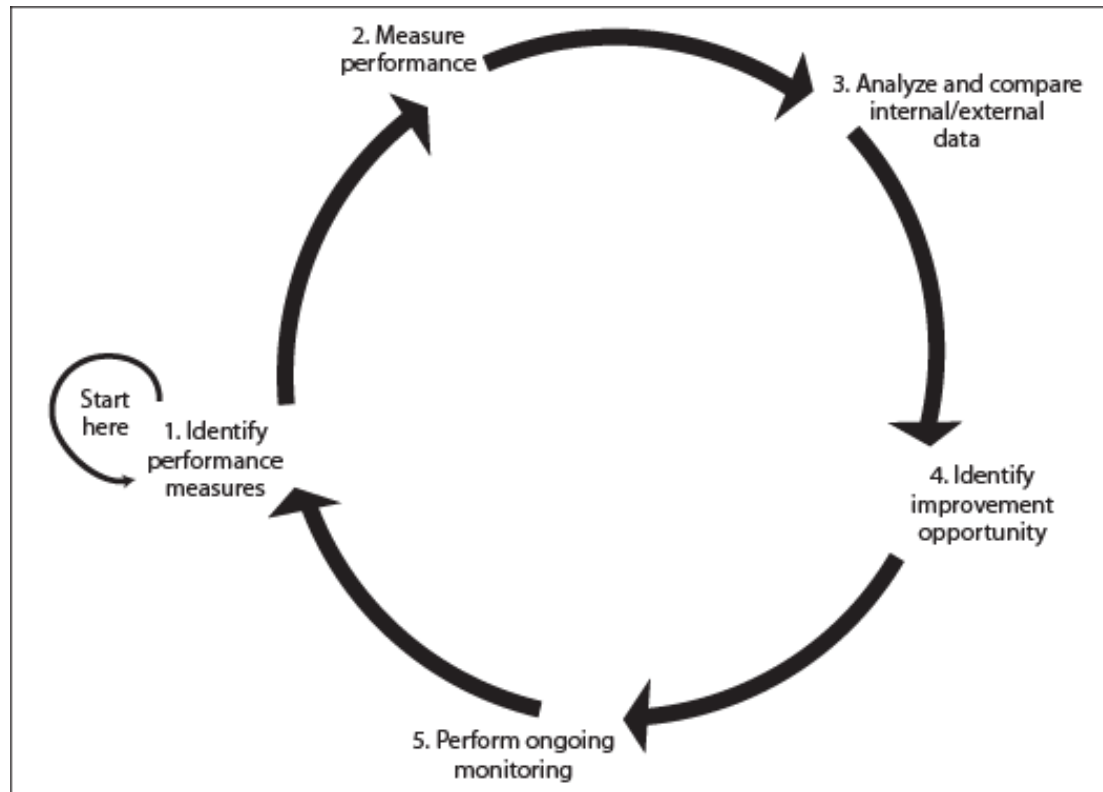 2. Measure
performance
3. Analyze and compare
internal/external
data
Start
here
1. Identify
performance
measures
4. Identify
improvement
opportunity
5. Perform ongoing
monitoring